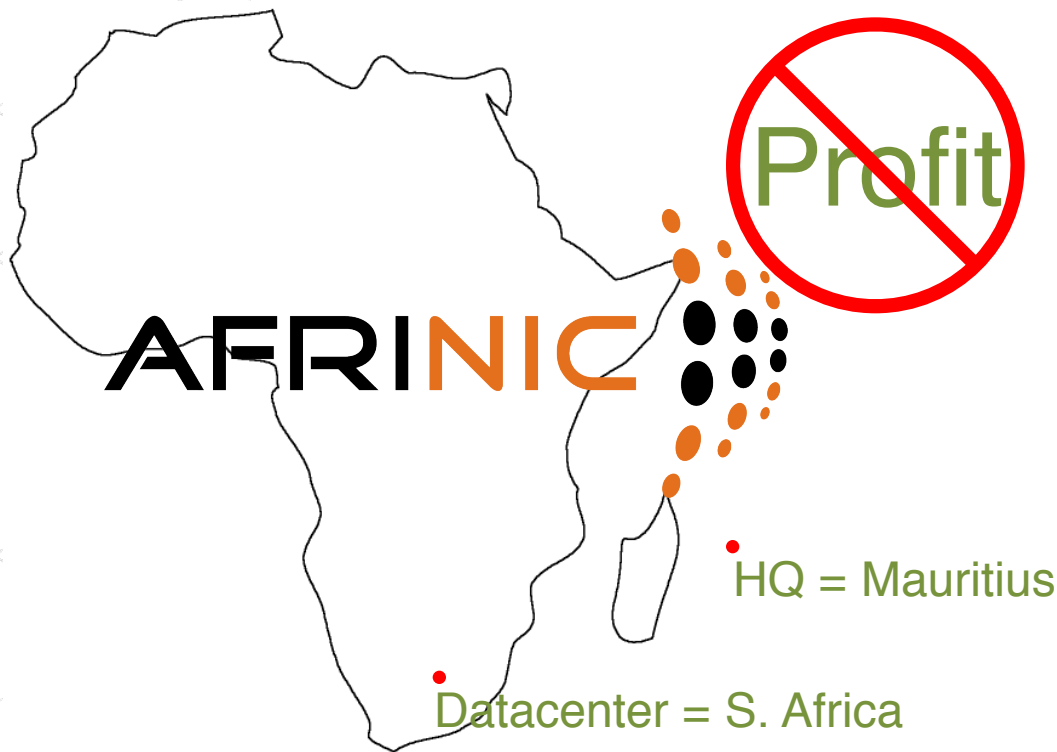 Profit
AFRINIC
HQ = Mauritius
Datacenter = S. Africa